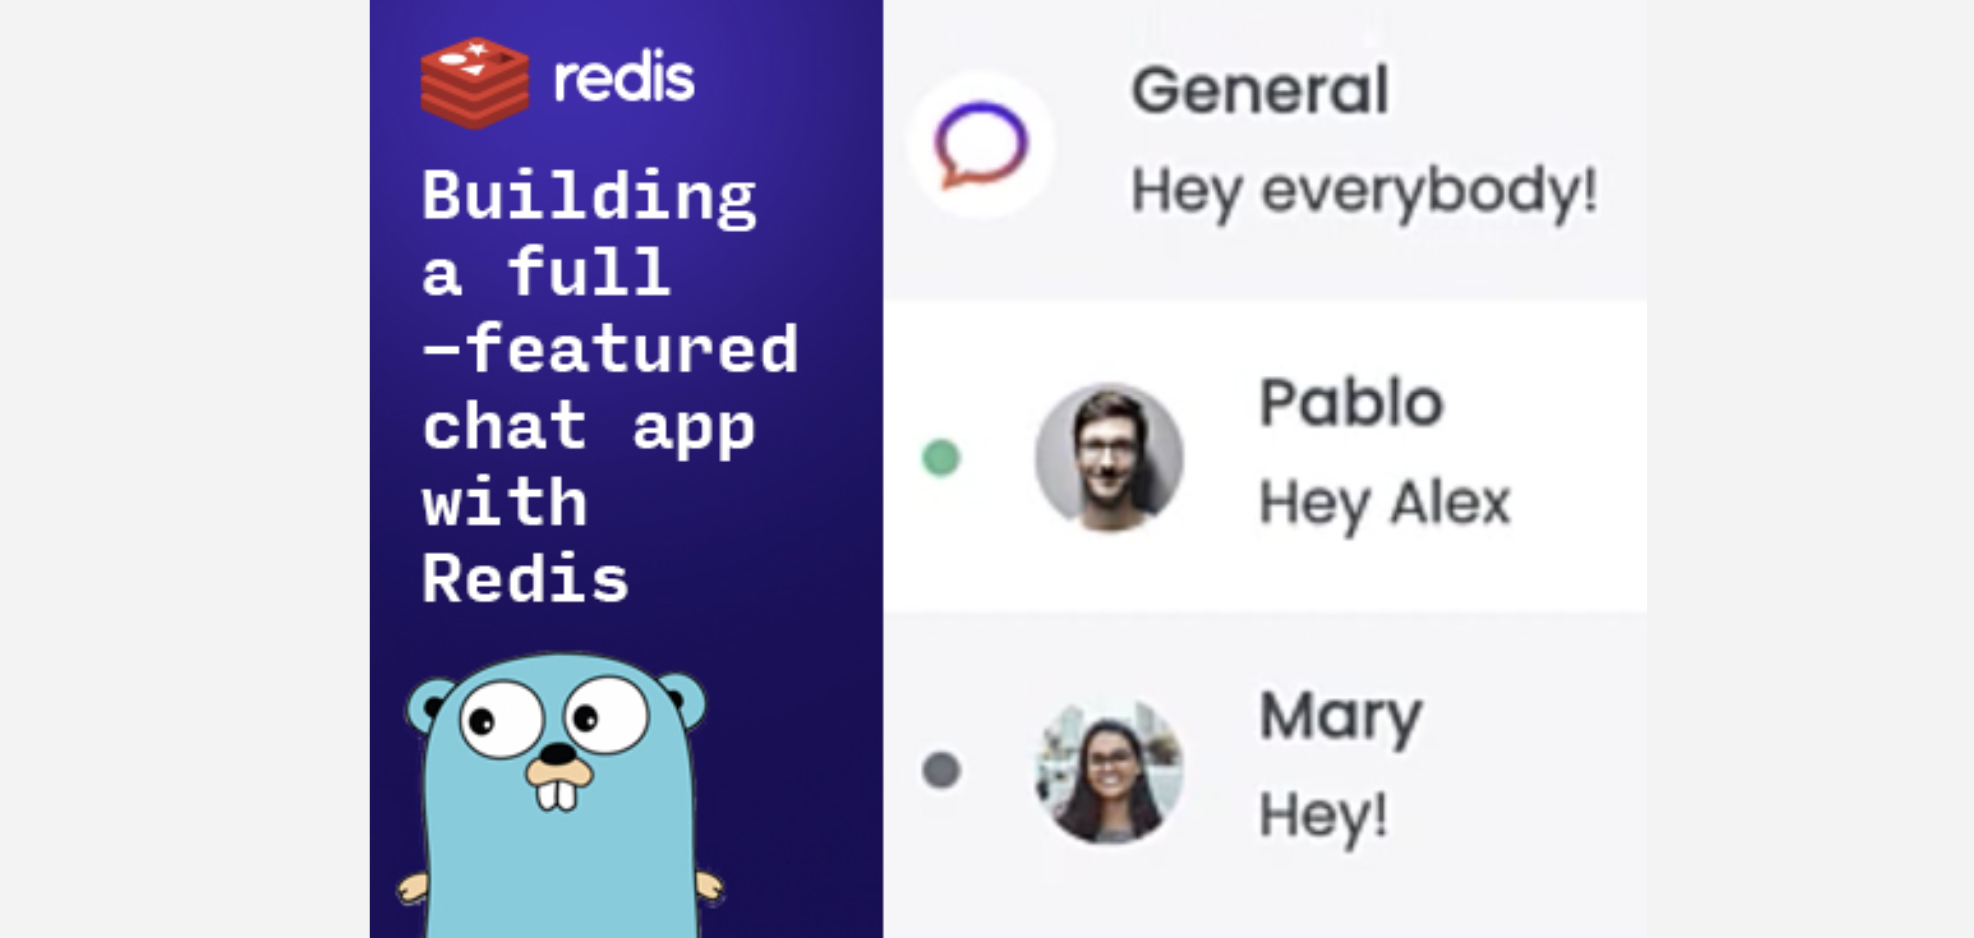 redis
Building
a full
–featured
chat app
with
Redis
General
Hey everybody!
Pablo
Hey Alex
Mary
Hey!